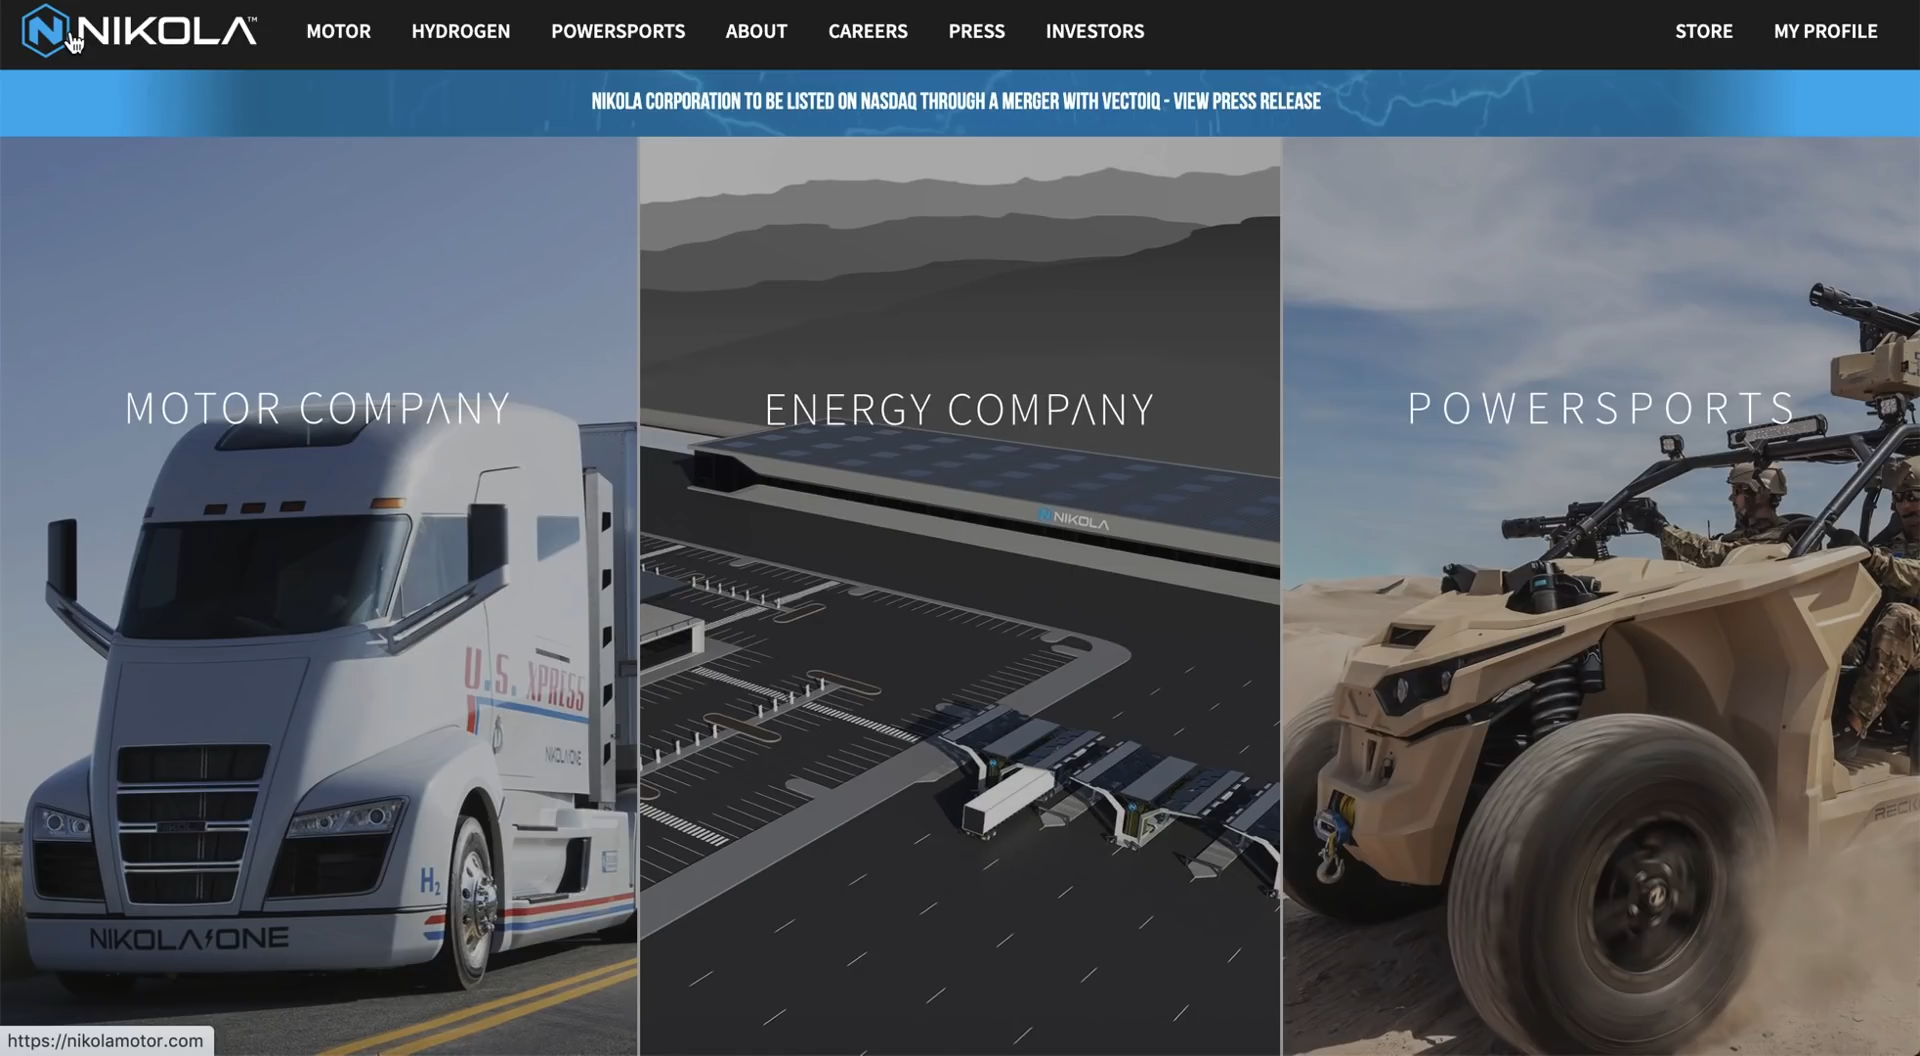 NIKOLA™
MOTOR HYDROGEN POWERSPORTS ABOUT CAREERS PRESS INVESTORS STORE MY PROFILE
NIKOLA CORPORATION TO BE LISTED ON NASDAQ THROUGH A MERGER WITH VECTOIQ - VIEW PRESS RELEASE
MOTOR COMPANY
ENERGY COMPANY
POWERSPORTS
NIKOLA
U.S. XPRESS
NIKOLA ONE
H2
NIKOLA ONE
https://nikolamotor.com